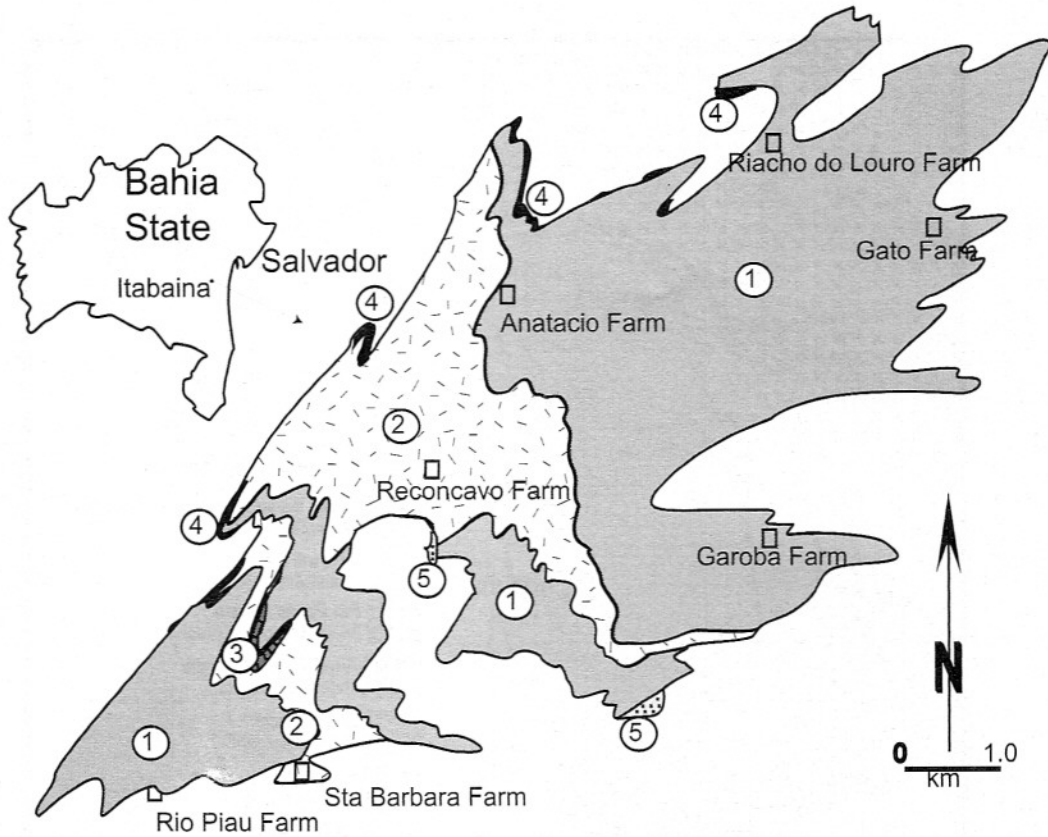 4
Riacho do Louro Farm
Bahia
State
4
Gato Farm
Salvador
Itabaina
4
1
Anatacio Farm
2
Reconcavo Farm
4
Garoba Farm
5
1
3
N
2
5
1
0 1.0
km
Sta Barbara Farm
Rio Piau Farm